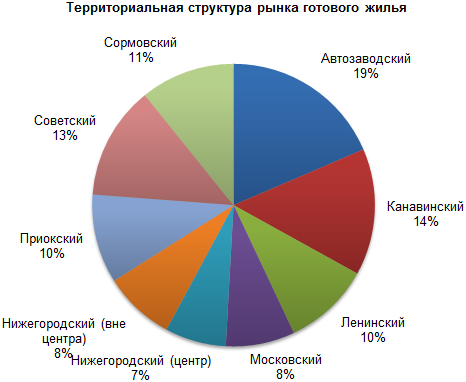 Территориальная структура рынка готового жилья
Автозаводский
19%
Канавинский
14%
Ленинский
10%
Московский
8%
Нижегородский (центр)
7%
Нижегородский (вне
центра)
8%
Приокский
10%
Советский
13%
Сормовский
11%